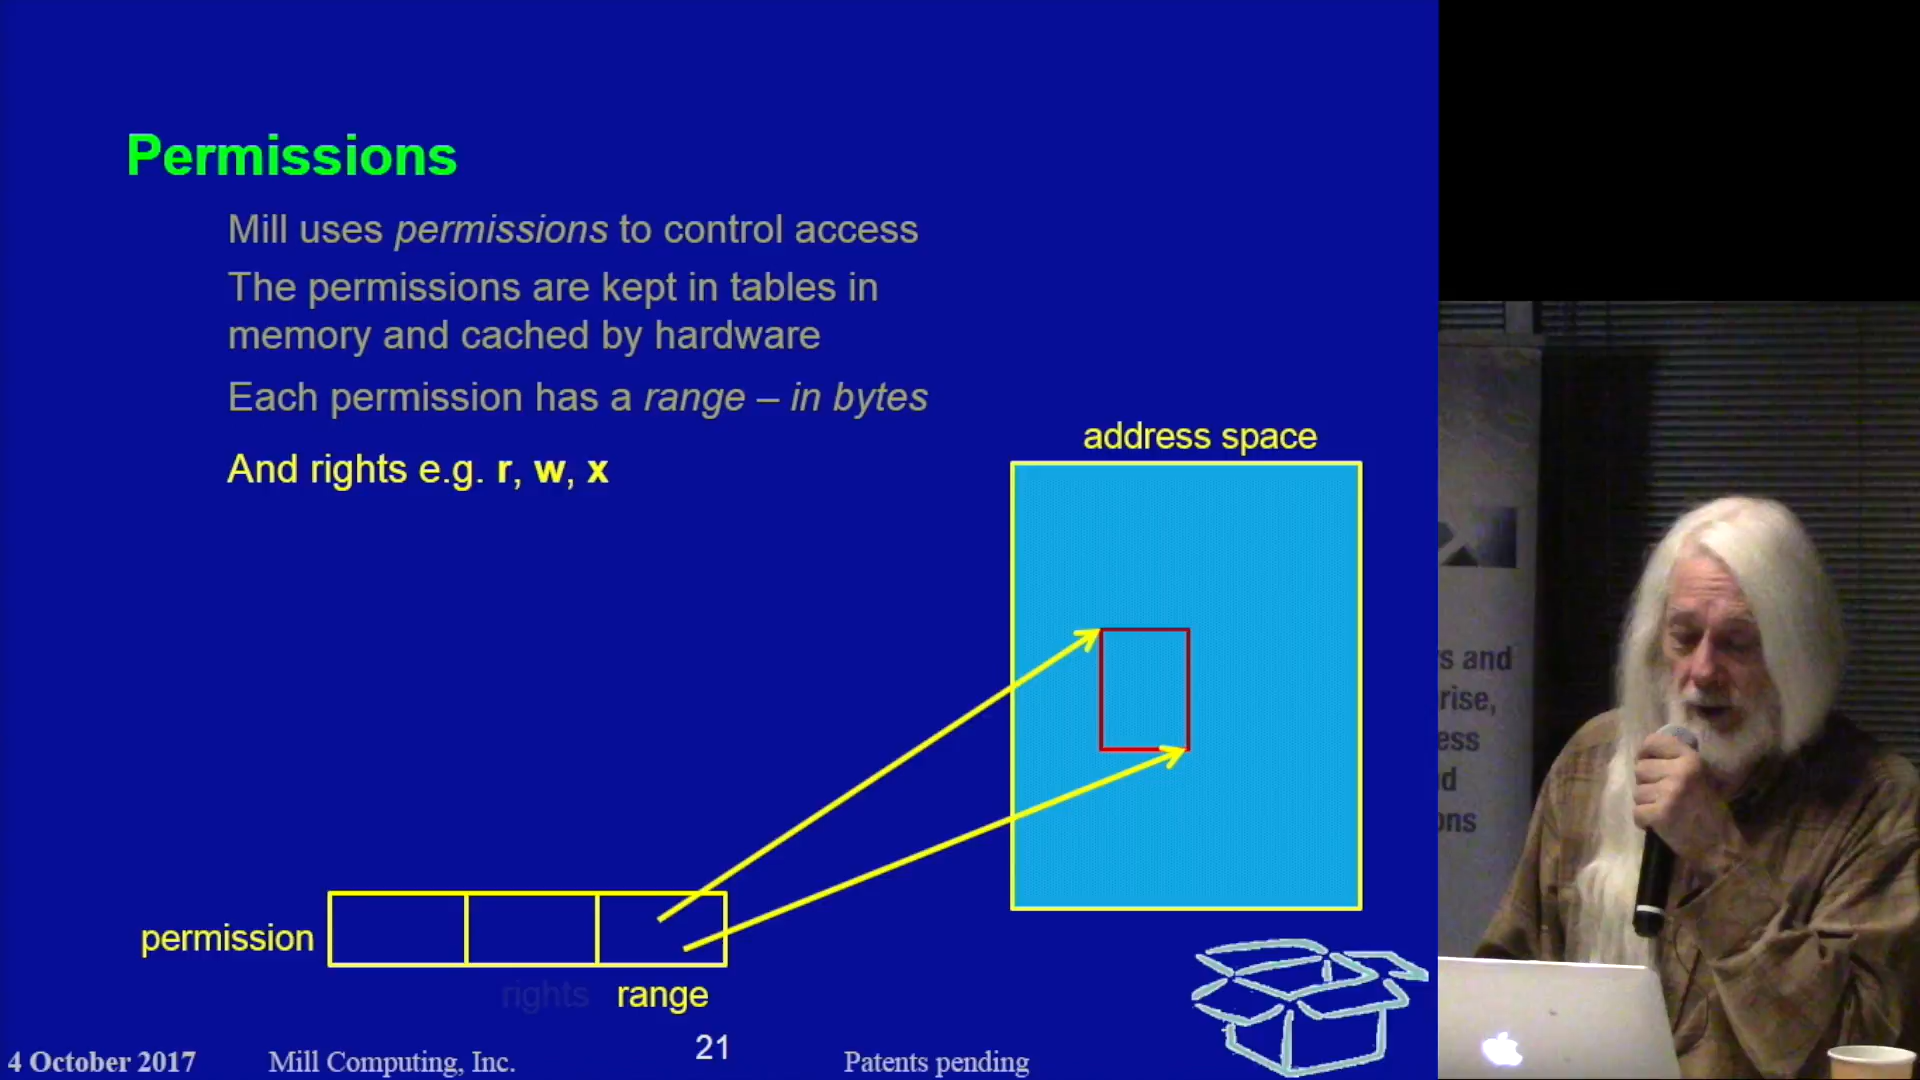 Permissions
Mill uses permissions to control access
The permissions are kept in tables in
memory and cached by hardware
Each permission has a range – in bytes
And rights e.g. r, w, x
address space
permission
rights
range
4 October 2017
Mill Computing, Inc.
21
Patents pending
s and
rise,
ess
d
ons